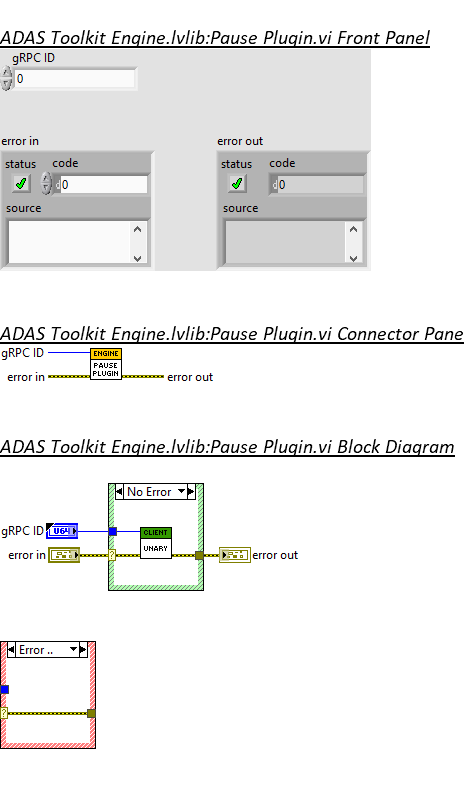 ADAS Toolkit Engine.lvlib:Pause Plugin.vi Front Panel
gRPC ID
0
error in
error out
status code
status code
d0
d0
source
source
ADAS Toolkit Engine.lvlib:Pause Plugin.vi Connector Pane
gRPC ID
ENGINE
PAUSE
PLUGIN
error in
error out
ADAS Toolkit Engine.lvlib:Pause Plugin.vi Block Diagram
No Error
gRPC ID
U64
CLIENT
UNARY
error in
?
error out
Error ..
?